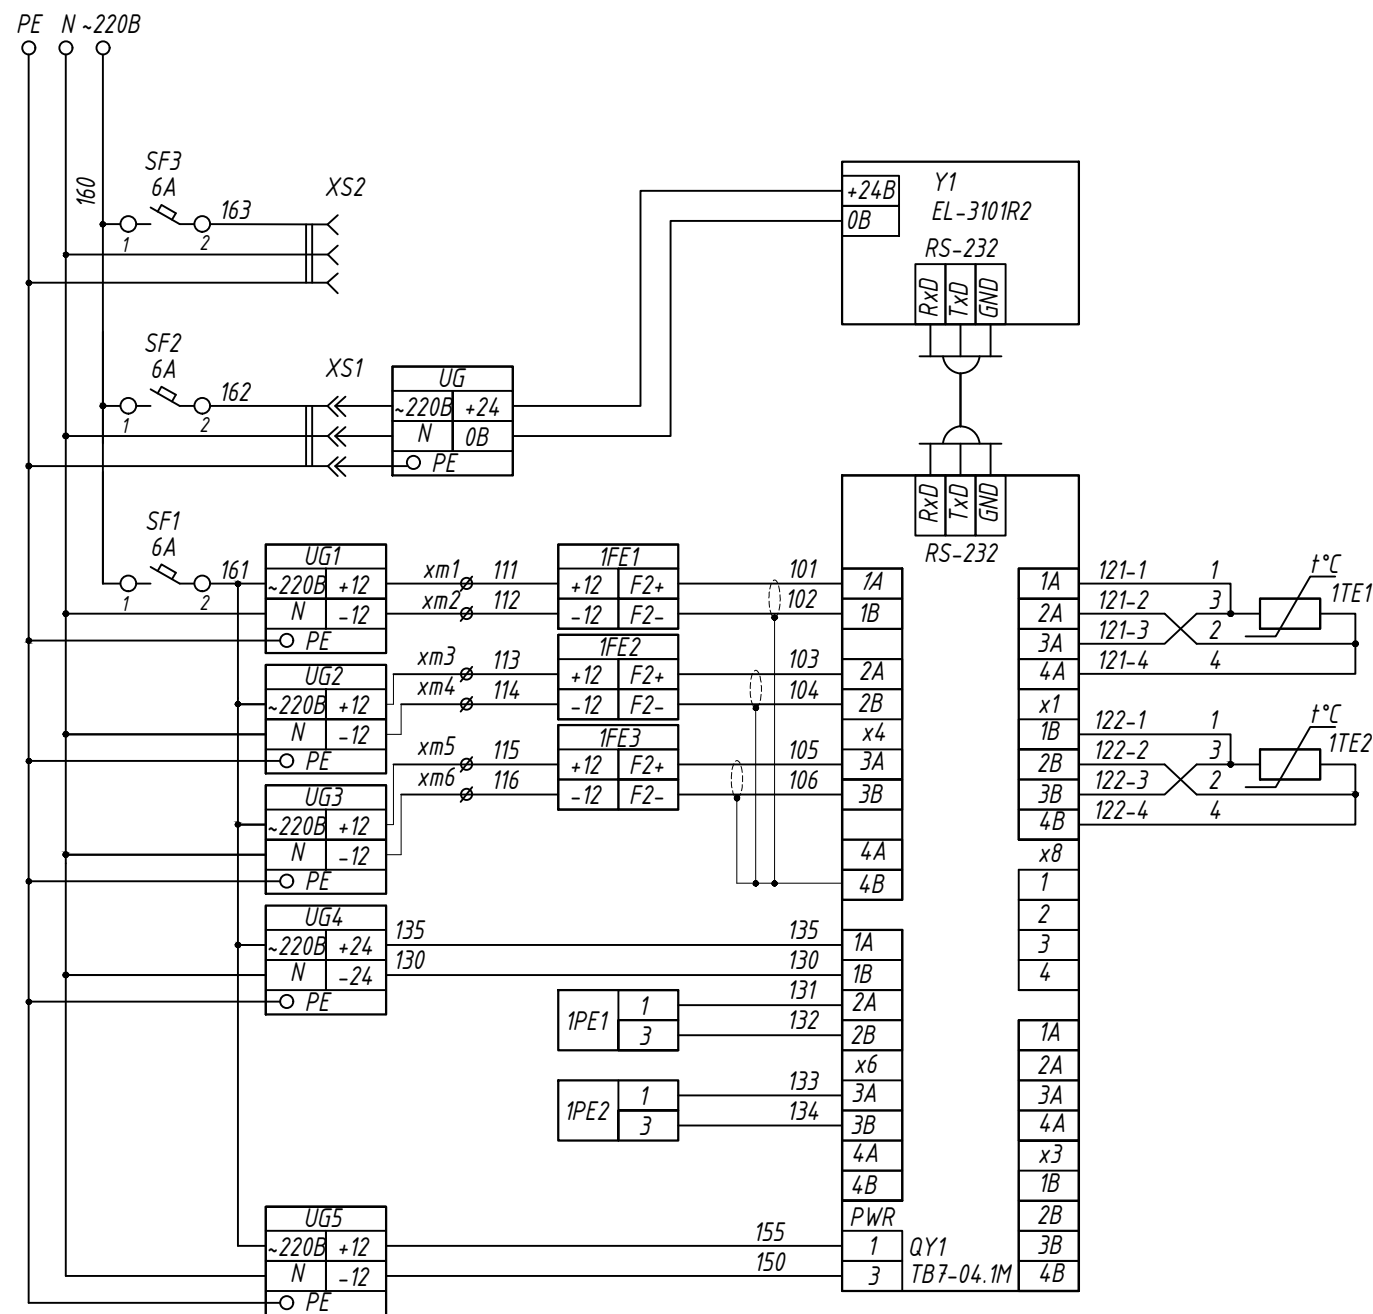 PE N ~220В
160
SF3
6А
1 2
163
XS2
SF2
6А
1 2
162
XS1
UG
~220В +24
N 0В
PE
+24В
0В
Y1
EL-3101R2
RS-232
RxD TxD GND
RxD TxD GND
RS-232
SF1
6А
1 2
161
UG1
~220В +12
N -12
PE
xm1 111
xm2 112
1FE1
+12 F2+
-12 F2-
101
102
UG2
~220В +12
N -12
PE
xm3 113
xm4 114
1FE2
+12 F2+
-12 F2-
103
104
UG3
~220В +12
N -12
PE
xm5 115
xm6 116
1FE3
+12 F2+
-12 F2-
105
106
1A
1B
2A
2B
x4
3A
3B
4A
4B
UG4
~220В +24
N -24
PE
135 135
130 130
1PE1
1
3
131
132
1PE2
1
3
133
134
1A
1B
2A
2B
x6
3A
3B
4A
4B
UG5
~220В +12
N -12
PE
155
150
PWR
1
3
QY1
ТВ7-04.1М
1A
2A
3A
4A
x1
1B
2B
3B
4B
x8
1
2
3
4
1A
2A
3A
4A
x3
1B
2B
3B
4B
121-1 1
121-2 3
121-3 2
121-4 4
t°C
1TE1
122-1 1
122-2 3
122-3 2
122-4 4
t°C
1TE2